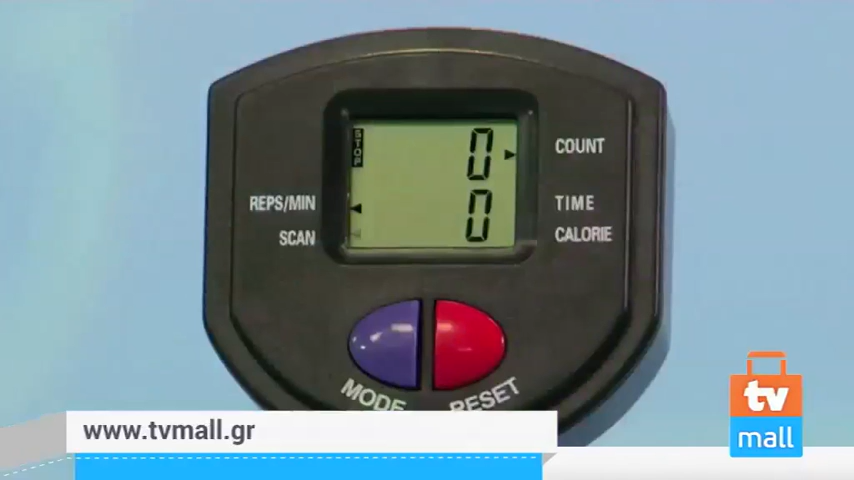 STOP
0
COUNT
REPS/MIN
0
TIME
SCAN
CALORIE
MODE
RESET
www.tvmall.gr
tv
mall